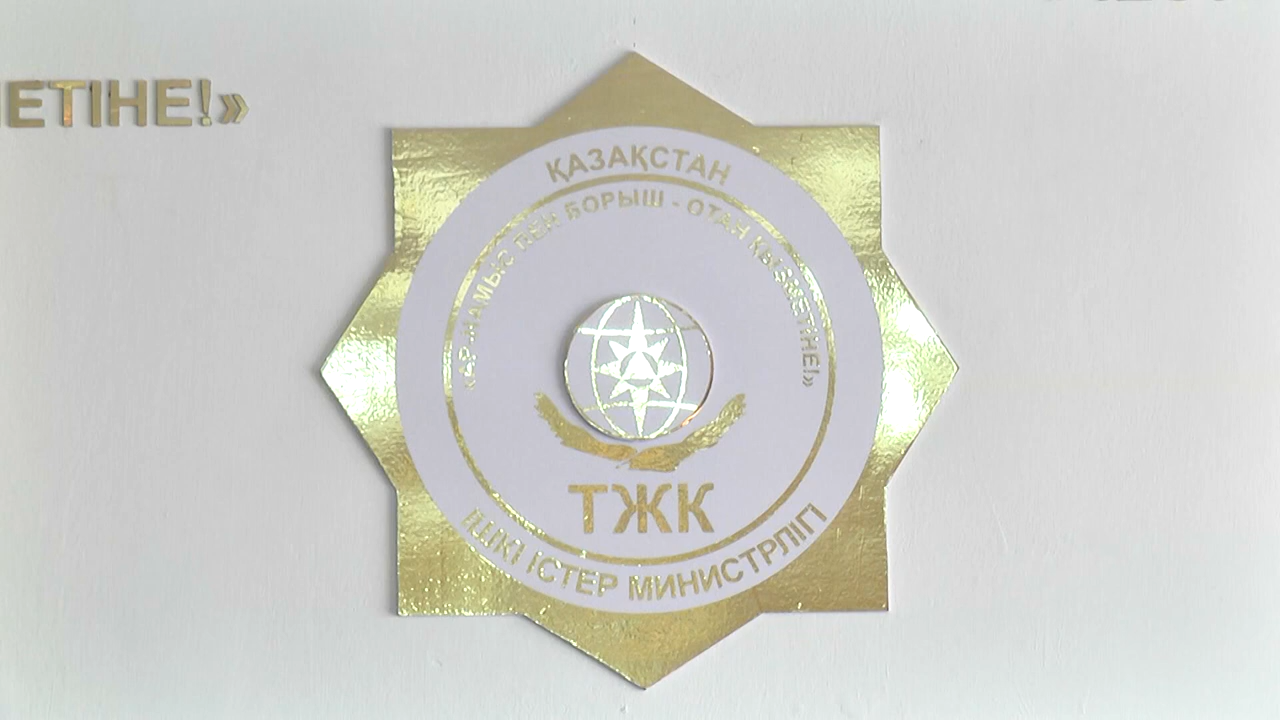 ЕТІНЕ!»
ҚАЗАҚСТАН
«АР-НАМЫС ПЕН БОРЫШ - ОТАН ҚЫЗМЕТІНЕ!»
ТЖК
ІШКІ ІСТЕР МИНИСТРЛІГІ